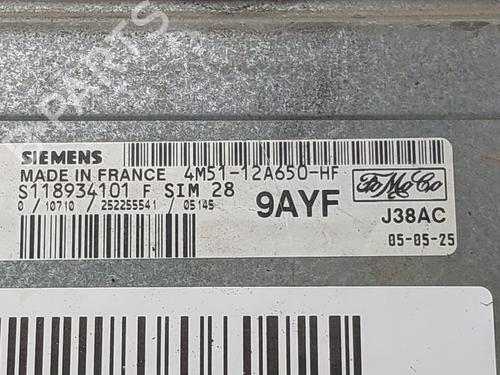 SIEMENS
MADE IN FRANCE 4M51-12A650-HF
S118934101 F SIM 28
0 / 10710 / 252255541 / 05145
9AYF
FoMoCo
J38AC
05-05-25